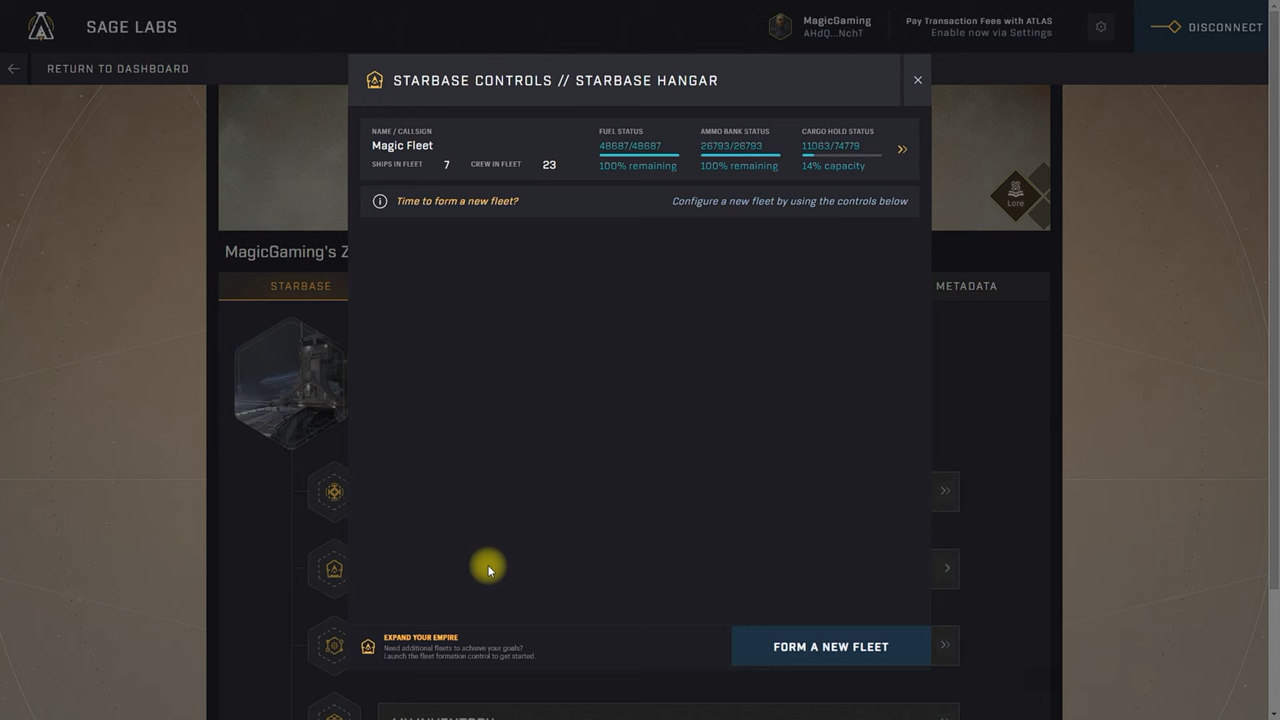 SAGE LABS
MagicGaming
AHdQ...NchT
Pay Transaction Fees with ATLAS
Enable now via Settings
DISCONNECT
RETURN TO DASHBOARD
STARBASE CONTROLS // STARBASE HANGAR
NAME / CALLSIGN
Magic Fleet
SHIPS IN FLEET 7 CREW IN FLEET 23
FUEL STATUS
48687/48687
100% remaining
AMMO BANK STATUS
26793/26793
100% remaining
CARGO HOLD STATUS
11063/74779
14% capacity
Time to form a new fleet?
Configure a new fleet by using the controls below
Lore
MagicGaming's
STARBASE
METADATA
EXPAND YOUR EMPIRE
Need additional fleets to achieve your goals?
Launch the fleet formation control to get started.
FORM A NEW FLEET
MY INVENTORY